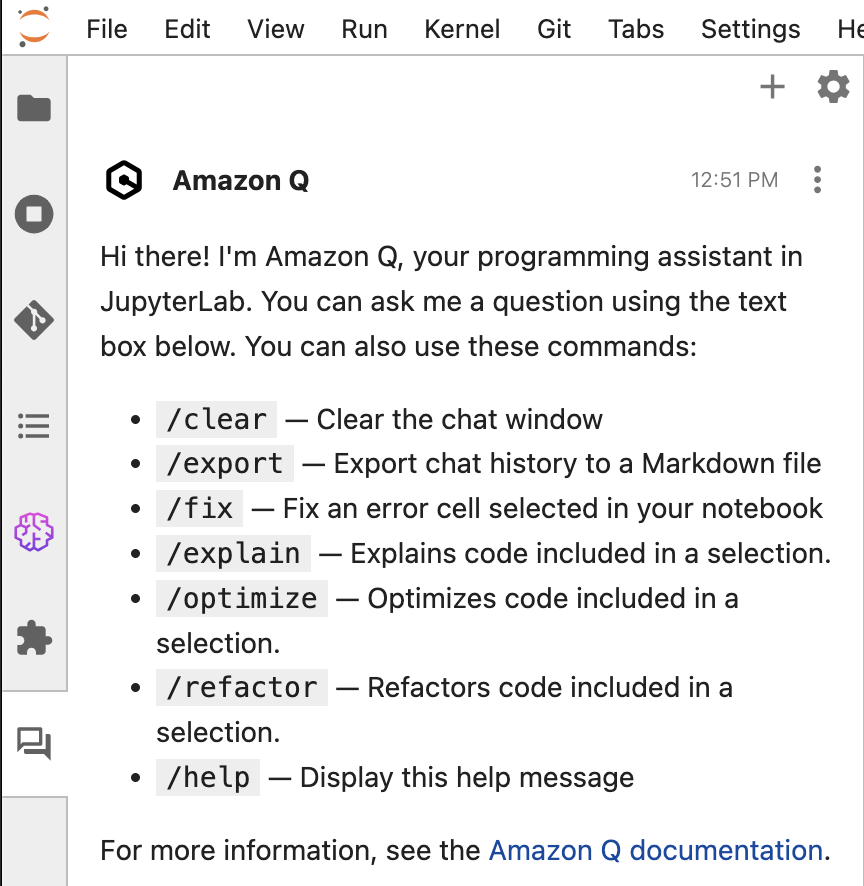 File Edit View Run Kernel Git Tabs Settings He
Amazon Q 12:51 PM
Hi there! I'm Amazon Q, your programming assistant in
JupyterLab. You can ask me a question using the text
box below. You can also use these commands:
• /clear — Clear the chat window
• /export — Export chat history to a Markdown file
• /fix — Fix an error cell selected in your notebook
• /explain — Explains code included in a selection.
• /optimize — Optimizes code included in a
selection.
• /refactor — Refactors code included in a
selection.
• /help — Display this help message
For more information, see the Amazon Q documentation.